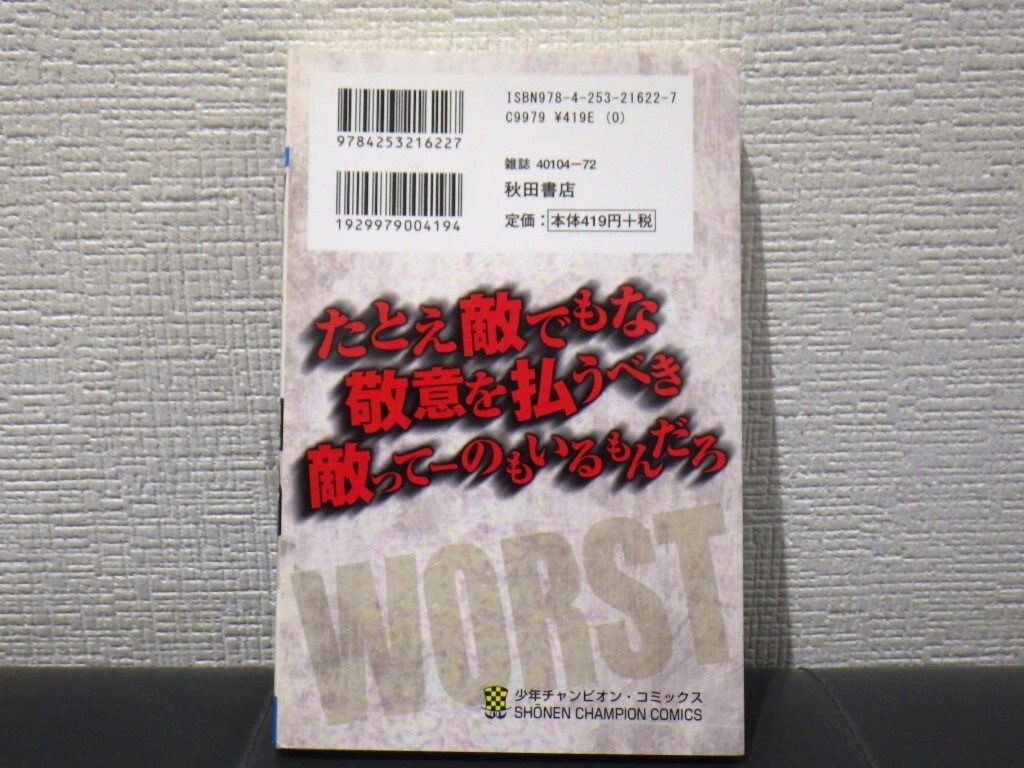 ISBN978-4-253-21622-7
C9979 ¥419E (0)
9784253216227
雑誌 40104-72
秋田書店
定価：本体419円+税
1929979004194
たとえ敵でもな
敬意を払うべき
敵ってーのもいるもんだろ
WORST
少年チャンピオン・コミックス
SHŌNEN CHAMPION COMICS